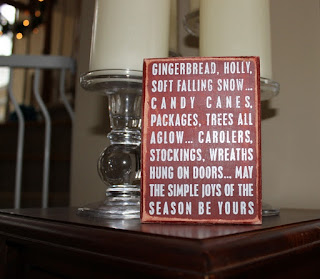 GINGERBREAD, HOLLY,
SOFT FALLING SNOW...
CANDY CANES,
PACKAGES, TREES ALL
AGLOW... CAROLERS,
STOCKINGS, WREATHS
HUNG ON DOORS... MAY
THE SIMPLE JOYS OF THE
SEASON BE YOURS